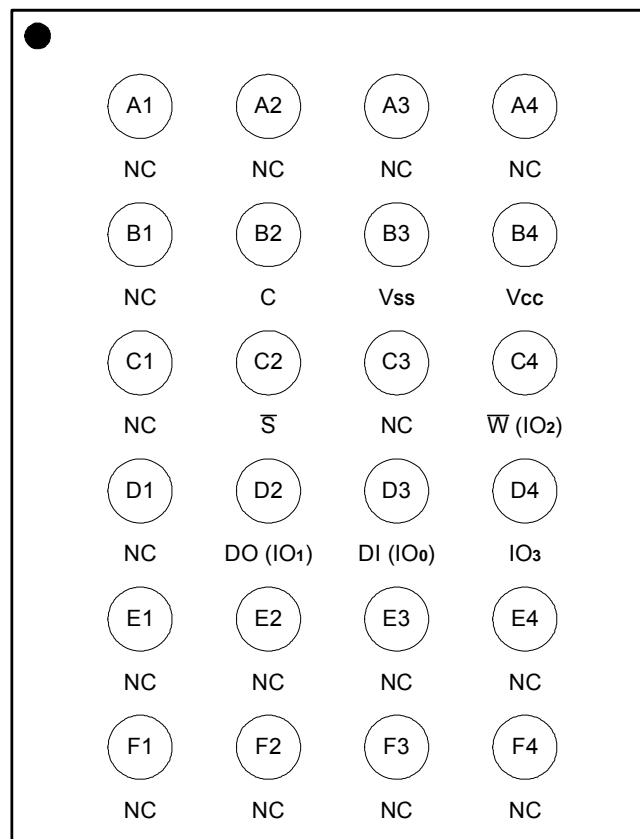 A1 A2 A3 A4
NC NC NC NC
B1 B2 B3 B4
NC C Vss Vcc
C1 C2 C3 C4
NC S̅ NC W̅ (IO₂)
D1 D2 D3 D4
NC DO (IO₁) DI (IO₀) IO₃
E1 E2 E3 E4
NC NC NC NC
F1 F2 F3 F4
NC NC NC NC